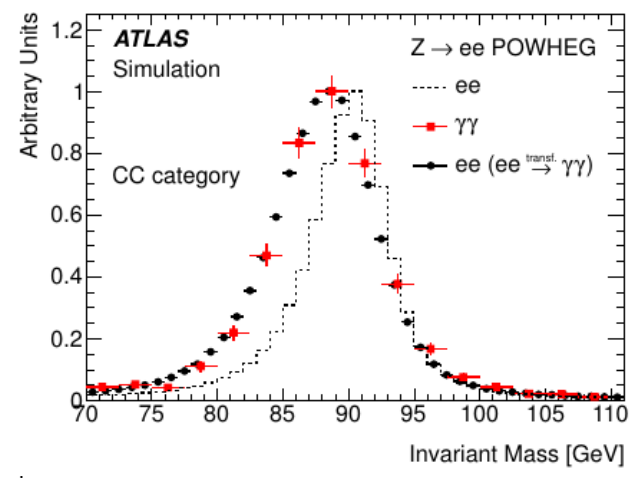 Arbitrary Units
1.2
1
0.8
0.6
0.4
0.2
0
ATLAS
Simulation
CC category
Z → ee POWHEG
ee
γγ
ee (ee transf.→ γγ)
70 75 80 85 90 95 100 105 110
Invariant Mass [GeV]